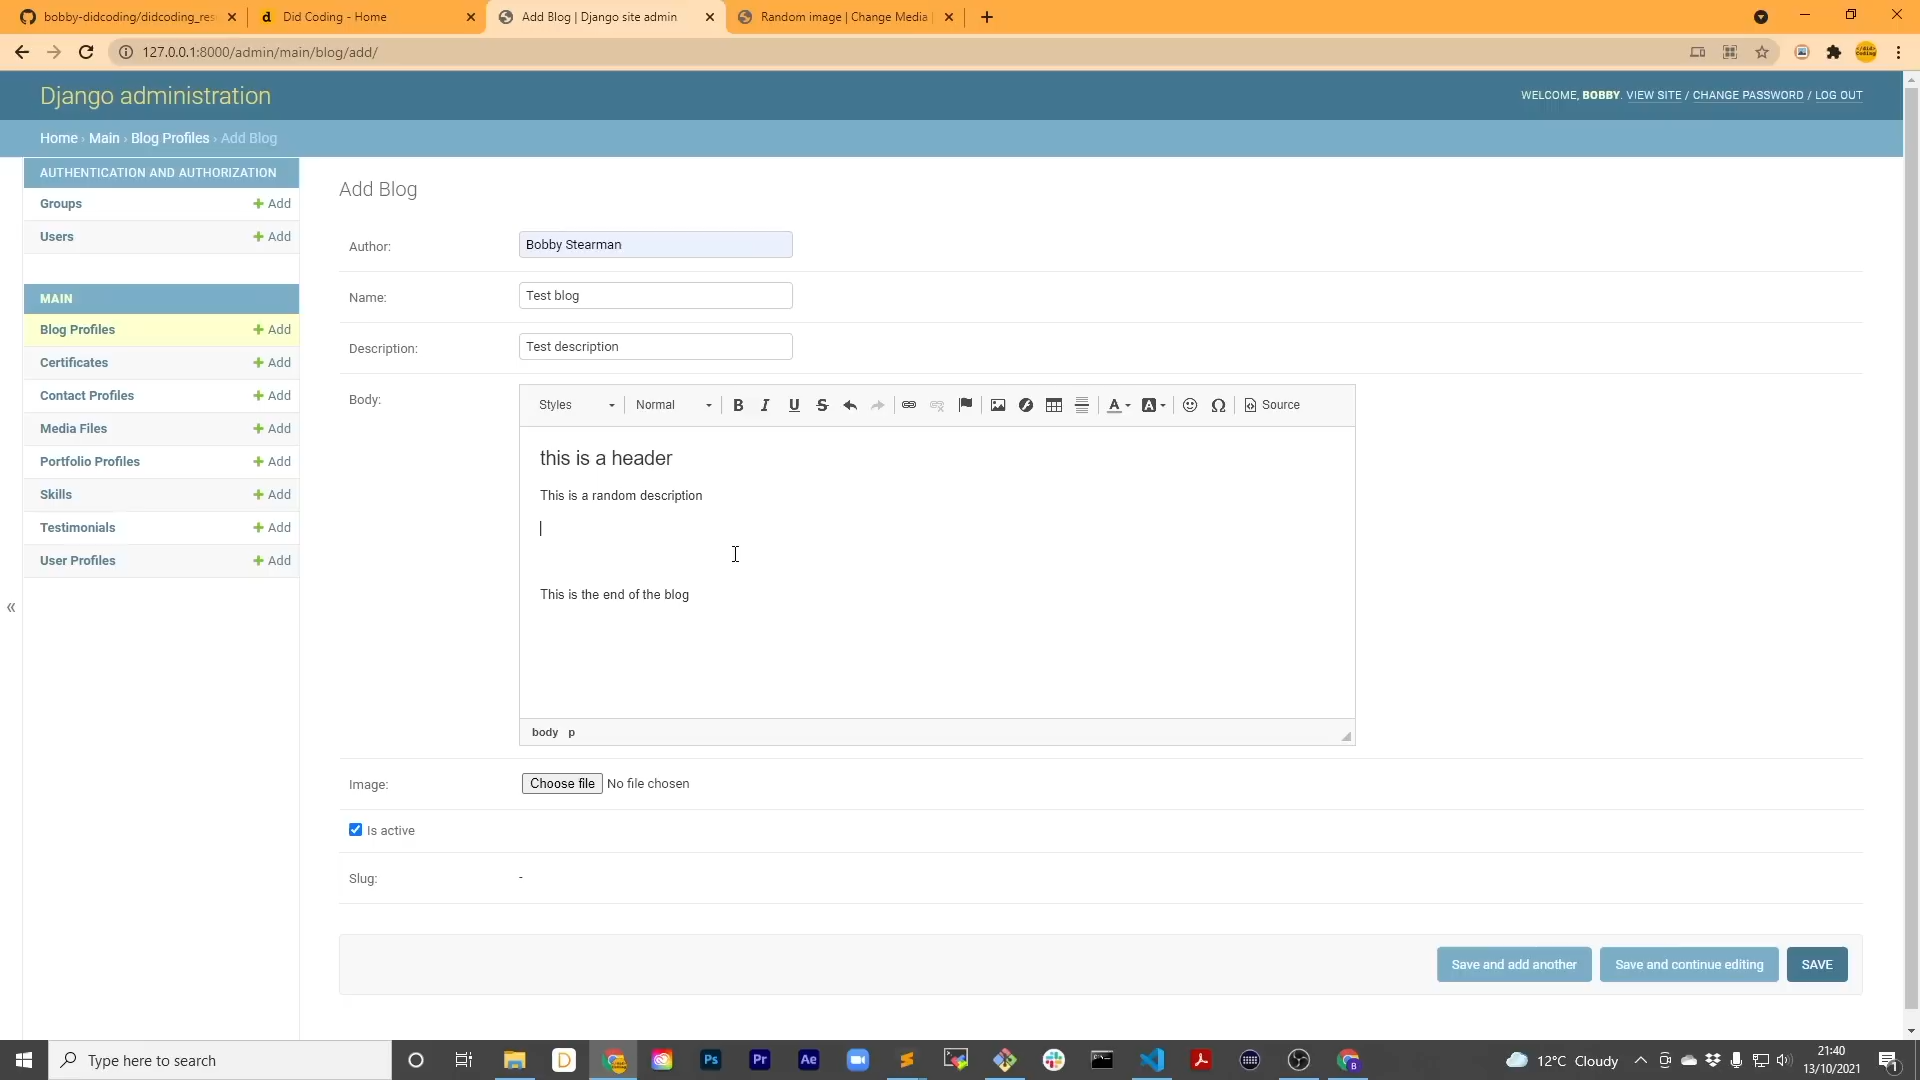 bobby-didcoding/didcoding_res
Did Coding - Home
Add Blog | Django site admin
Random image | Change Media
127.0.0.1:8000/admin/main/blog/add/
Django administration
WELCOME, BOBBY. VIEW SITE / CHANGE PASSWORD / LOG OUT
Home › Main › Blog Profiles › Add Blog
AUTHENTICATION AND AUTHORIZATION
Groups + Add
Users + Add
MAIN
Blog Profiles + Add
Certificates + Add
Contact Profiles + Add
Media Files + Add
Portfolio Profiles + Add
Skills + Add
Testimonials + Add
User Profiles + Add
«
Add Blog
Author: Bobby Stearman
Name: Test blog
Description: Test description
Body:
Styles Normal B I U S A A Ω Source
this is a header
This is a random description
This is the end of the blog
body p
Image: Choose file No file chosen
Is active
Slug: -
Save and add another Save and continue editing SAVE
Type here to search
D Ps Pr Ae B
12°C Cloudy
21:40
13/10/2021
1